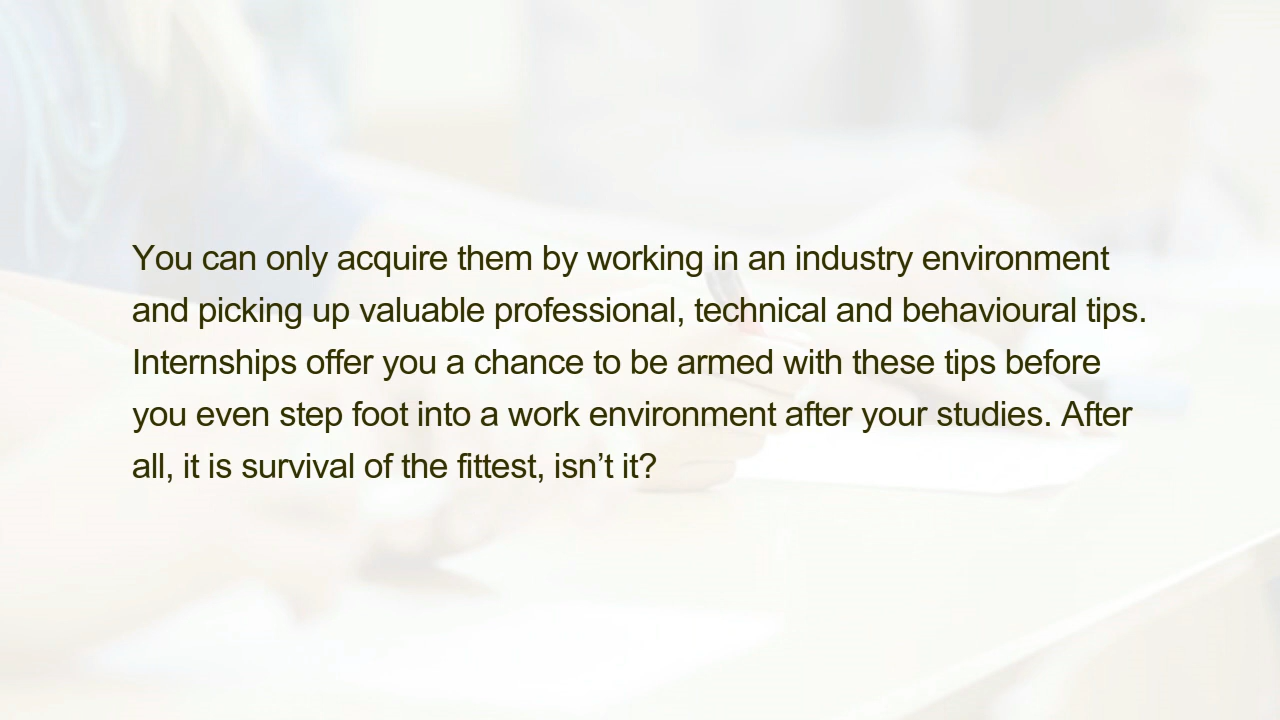 You can only acquire them by working in an industry environment
and picking up valuable professional, technical and behavioural tips.
Internships offer you a chance to be armed with these tips before
you even step foot into a work environment after your studies. After
all, it is survival of the fittest, isn’t it?